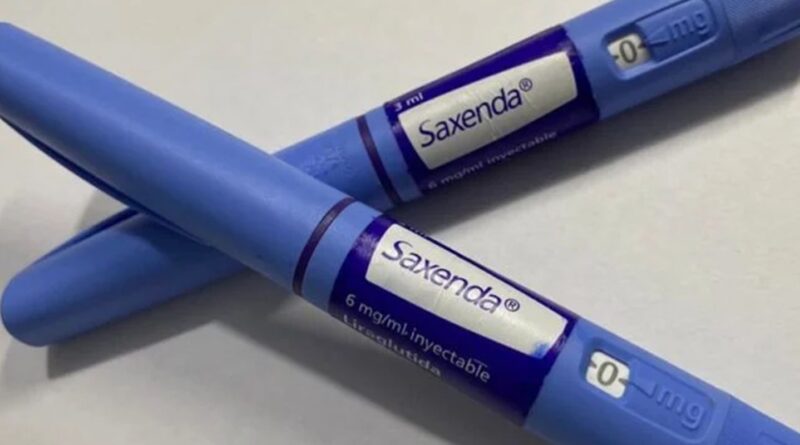 3 ml
Saxenda®
6 mg/ml inyectable
-0-
mg
Saxenda®
6 mg/ml inyectable
Liraglutida
-0-
mg